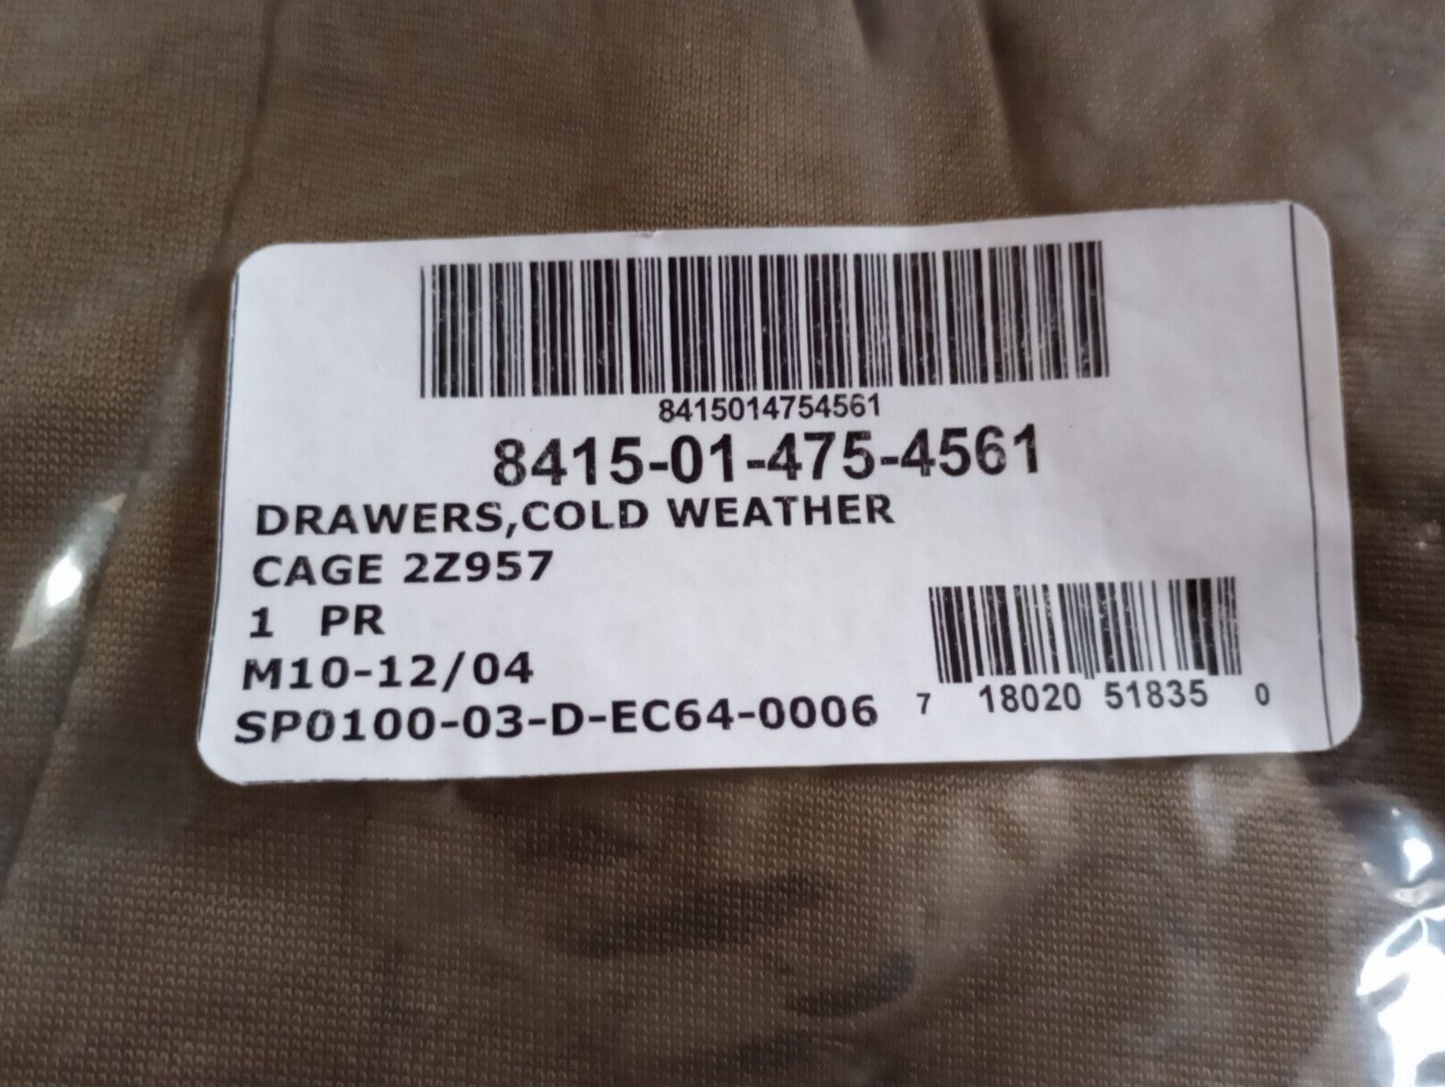 8415014754561
8415-01-475-4561
DRAWERS,COLD WEATHER
CAGE 2Z957
1 PR
M10-12/04
SP0100-03-D-EC64-0006
7 18020 51835 0